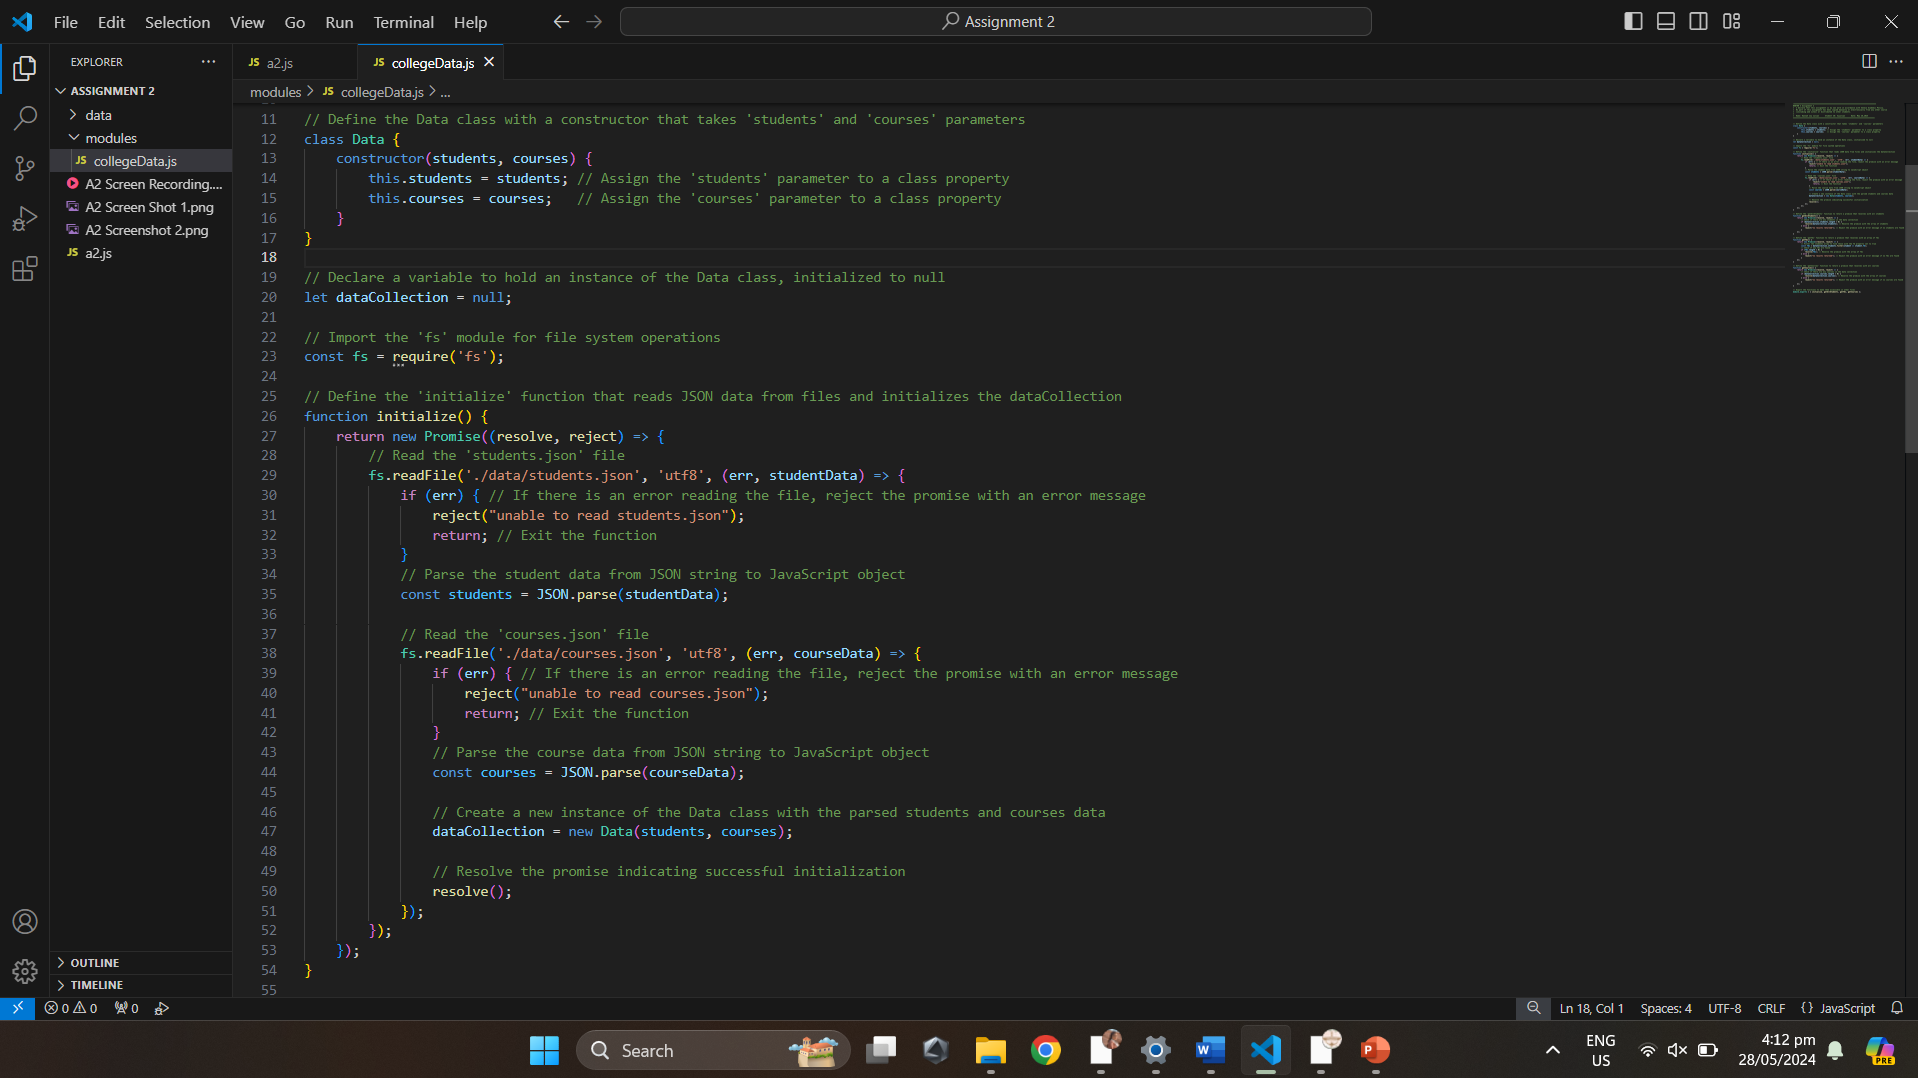 File Edit Selection View Go Run Terminal Help
Assignment 2
EXPLORER
ASSIGNMENT 2
data
modules
JS collegeData.js
A2 Screen Recording....
A2 Screen Shot 1.png
A2 Screenshot 2.png
JS a2.js
OUTLINE
TIMELINE
JS a2.js
JS collegeData.js
modules > JS collegeData.js > ...
11 // Define the Data class with a constructor that takes 'students' and 'courses' parameters
12 class Data {
13 constructor(students, courses) {
14 this.students = students; // Assign the 'students' parameter to a class property
15 this.courses = courses;   // Assign the 'courses' parameter to a class property
16 }
17 }
18
19 // Declare a variable to hold an instance of the Data class, initialized to null
20 let dataCollection = null;
21
22 // Import the 'fs' module for file system operations
23 const fs = require('fs');
24
25 // Define the 'initialize' function that reads JSON data from files and initializes the dataCollection
26 function initialize() {
27 return new Promise((resolve, reject) => {
28 // Read the 'students.json' file
29 fs.readFile('./data/students.json', 'utf8', (err, studentData) => {
30 if (err) { // If there is an error reading the file, reject the promise with an error message
31 reject("unable to read students.json");
32 return; // Exit the function
33 }
34 // Parse the student data from JSON string to JavaScript object
35 const students = JSON.parse(studentData);
36
37 // Read the 'courses.json' file
38 fs.readFile('./data/courses.json', 'utf8', (err, courseData) => {
39 if (err) { // If there is an error reading the file, reject the promise with an error message
40 reject("unable to read courses.json");
41 return; // Exit the function
42 }
43 // Parse the course data from JSON string to JavaScript object
44 const courses = JSON.parse(courseData);
45
46 // Create a new instance of the Data class with the parsed students and courses data
47 dataCollection = new Data(students, courses);
48
49 // Resolve the promise indicating successful initialization
50 resolve();
51 });
52 });
53 });
54 }
55
0 0 0
Ln 18, Col 1 Spaces: 4 UTF-8 CRLF {} JavaScript
Search
ENG
US
4:12 pm
28/05/2024
PRE